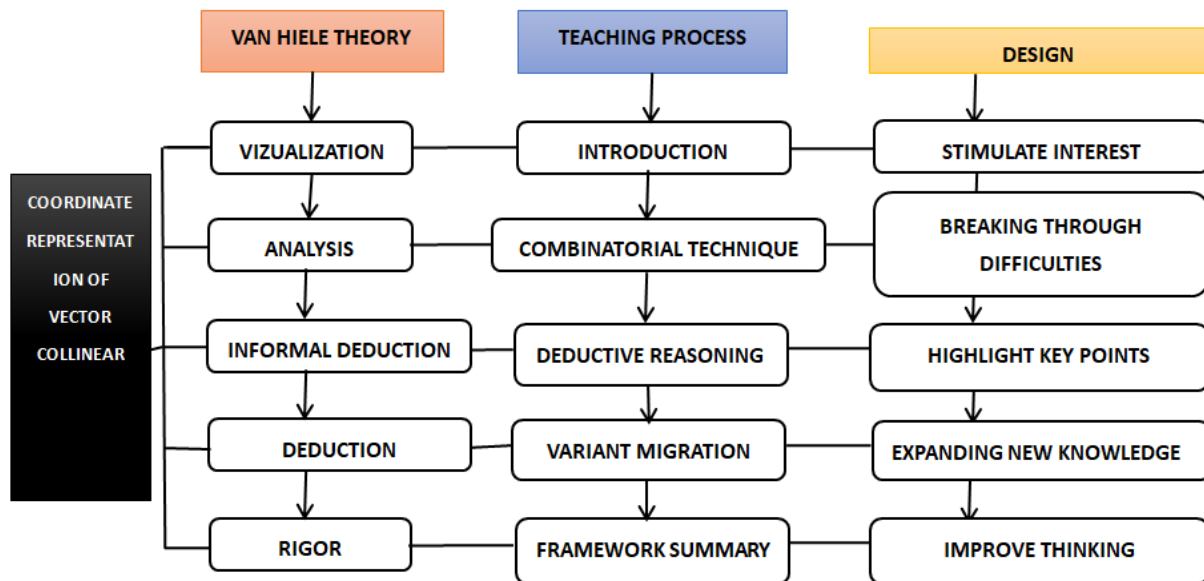 VAN HIELE THEORY
TEACHING PROCESS
DESIGN
VIZUALIZATION
INTRODUCTION
STIMULATE INTEREST
COORDINATE
REPRESENTAT
ION OF
VECTOR
COLLINEAR
ANALYSIS
COMBINATORIAL TECHNIQUE
BREAKING THROUGH
DIFFICULTIES
INFORMAL DEDUCTION
DEDUCTIVE REASONING
HIGHLIGHT KEY POINTS
DEDUCTION
VARIANT MIGRATION
EXPANDING NEW KNOWLEDGE
RIGOR
FRAMEWORK SUMMARY
IMPROVE THINKING